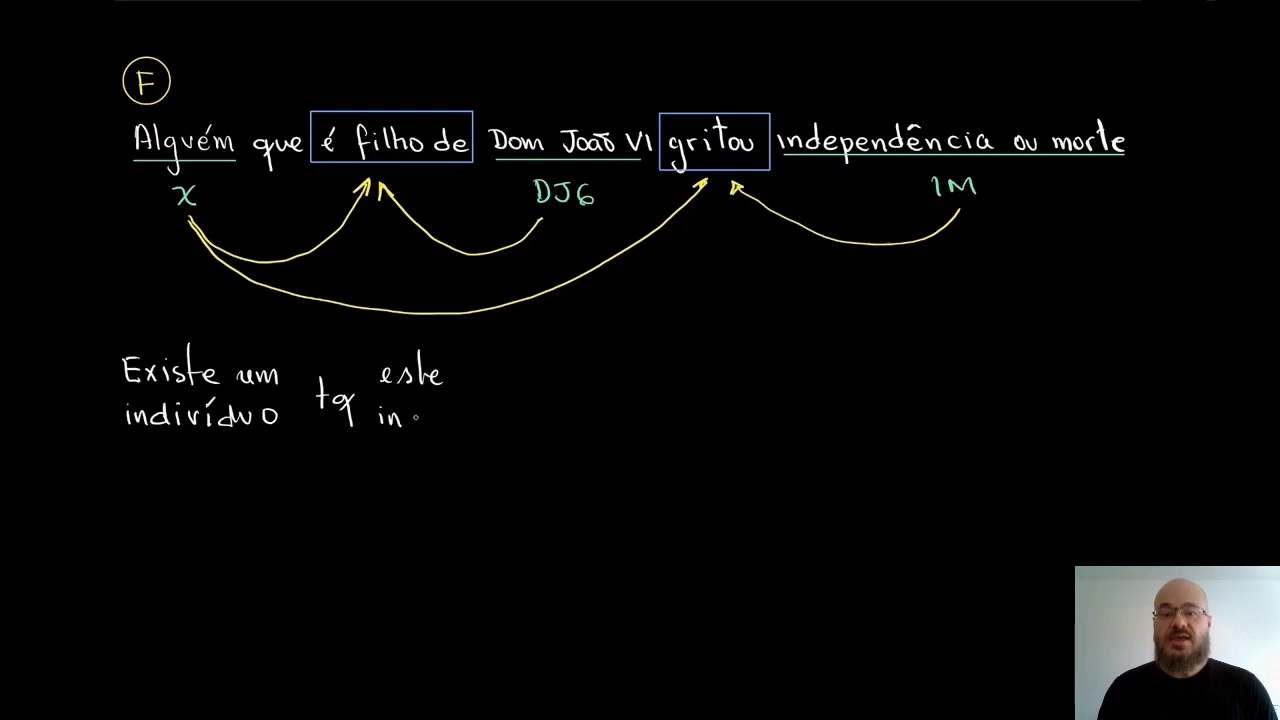 F
Alguém que é filho de Dom João VI gritou independência ou morte
x DJ6 IM
Existe um tq este
indivíduo in